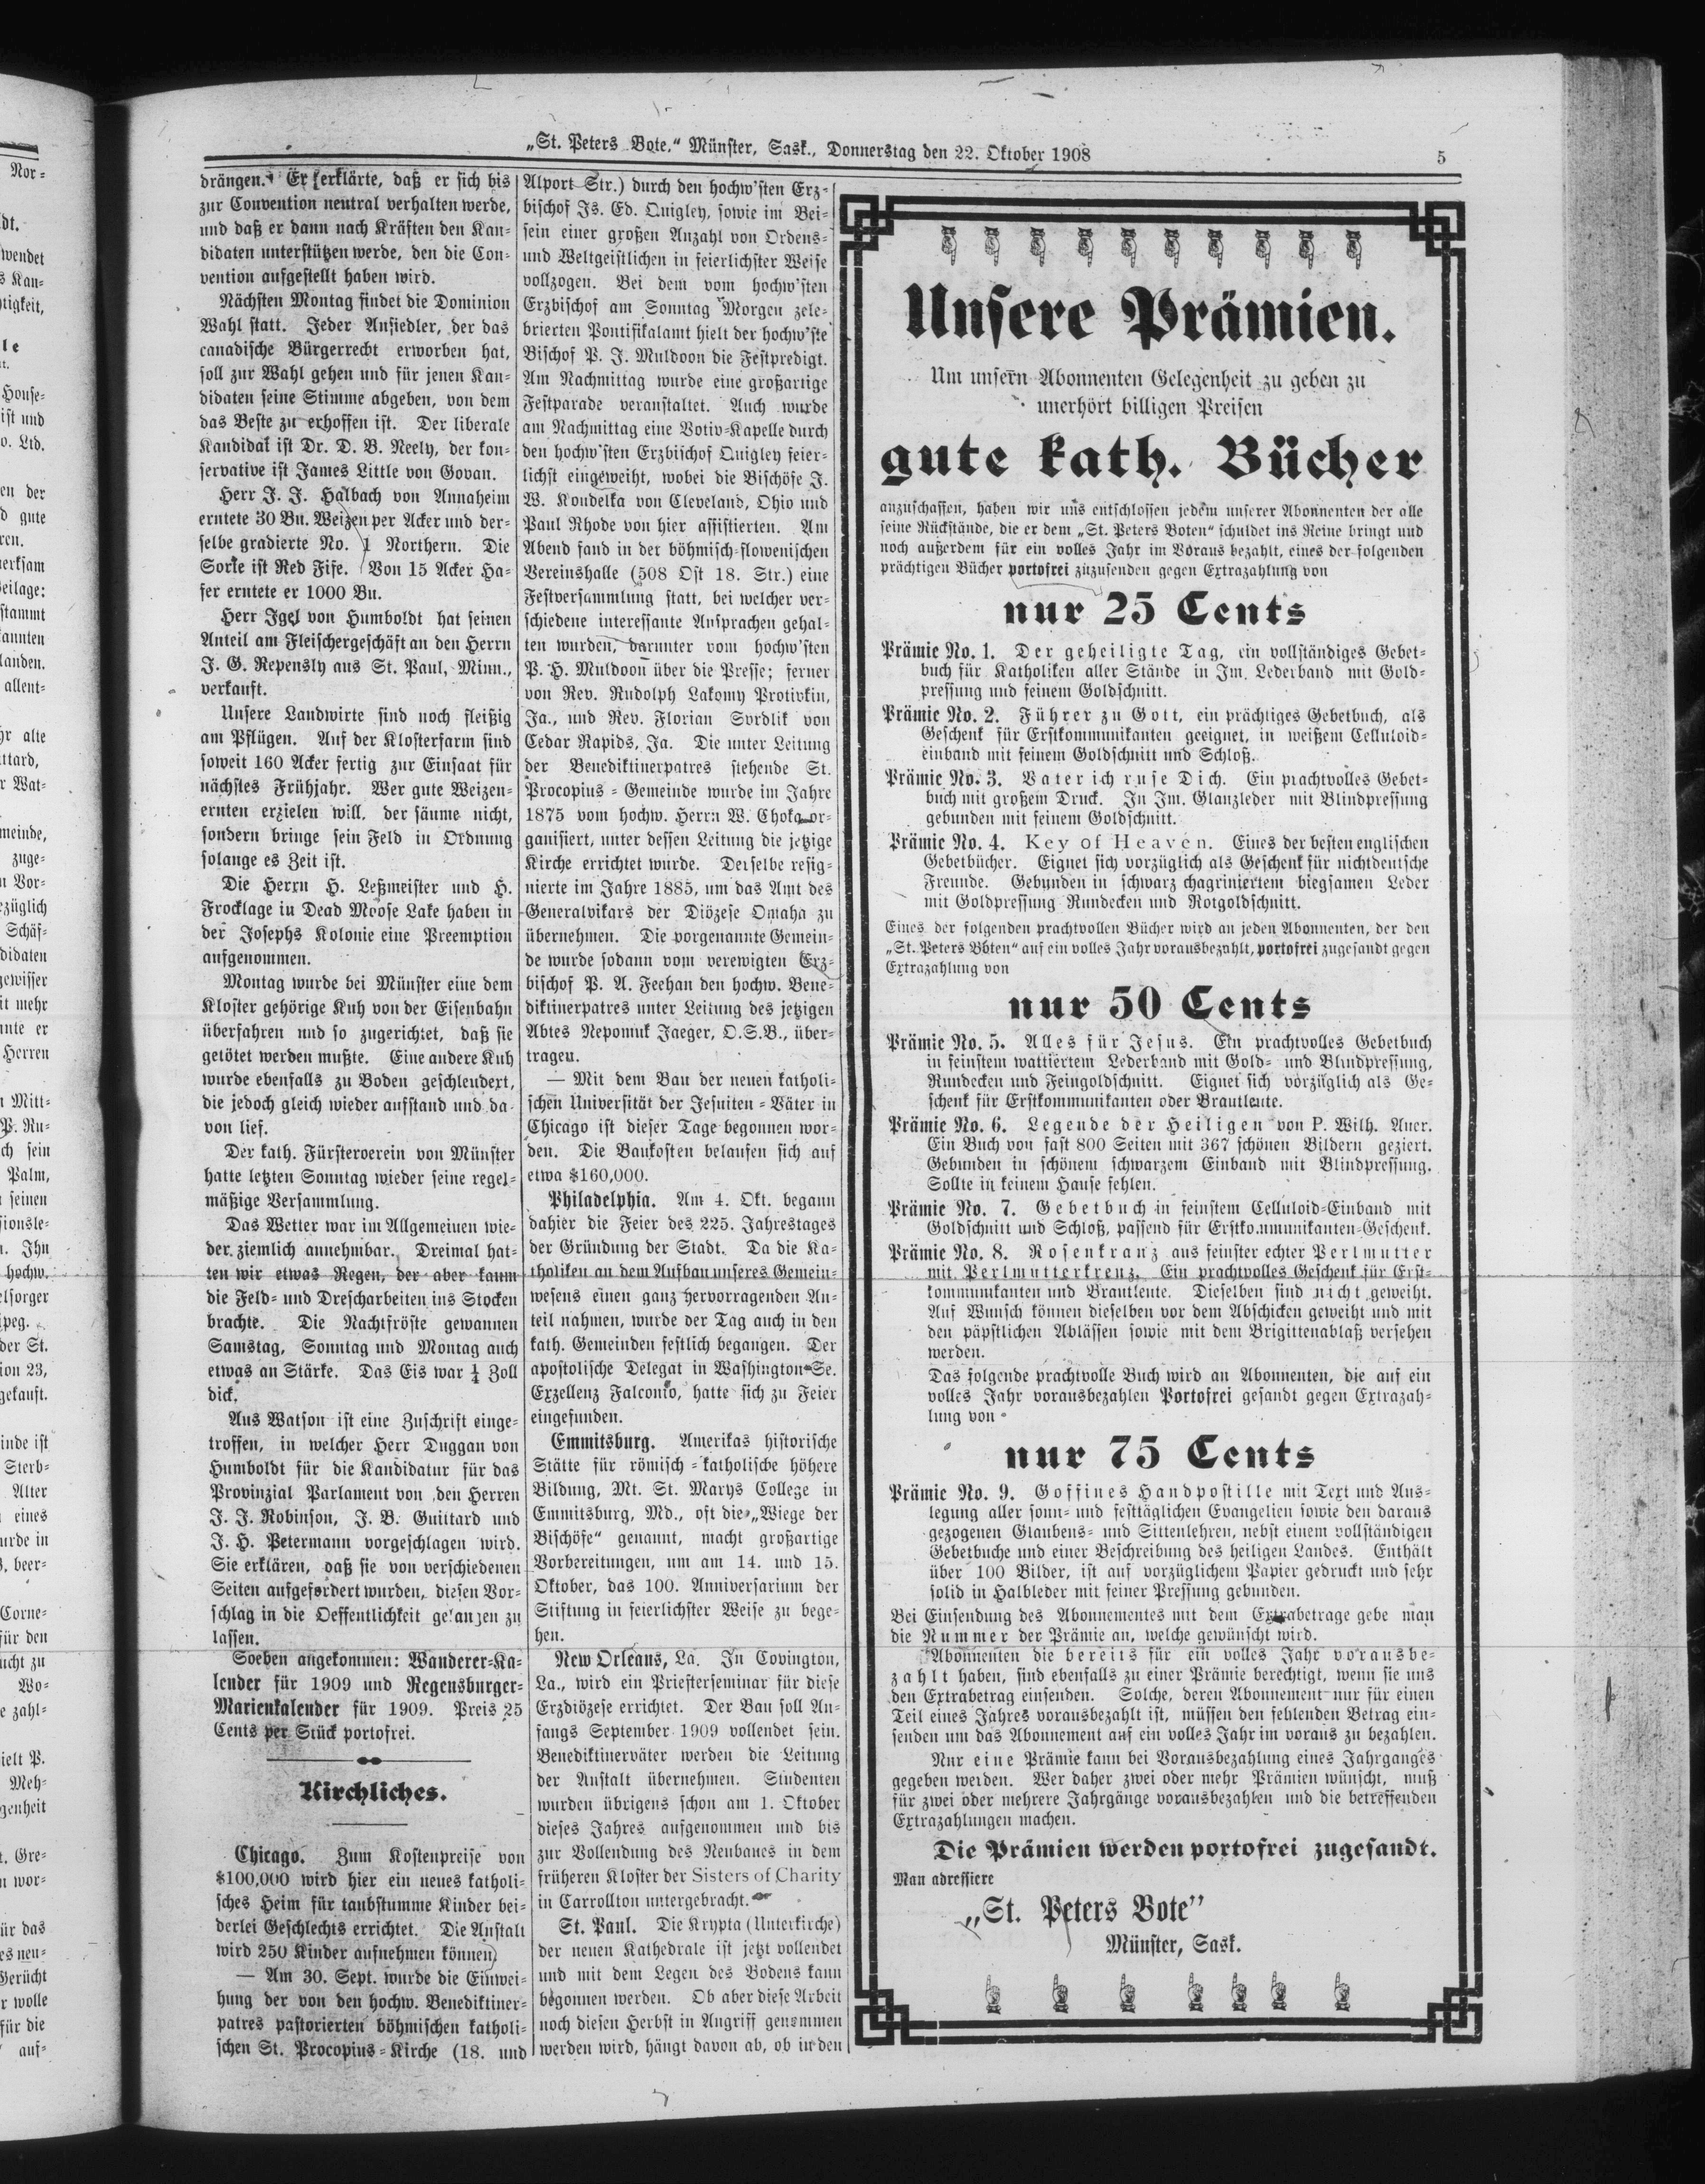 „St. Peters Bote,“ Münster, Sask., Donnerstag den 22. Oktober 1908
5
drängen. Er erklärte, daß er sich bis
zur Convention neutral verhalten werde,
und daß er dann nach Kräften den Kan-
didaten unterstützen werde, den die Con-
vention aufgestellt haben wird.
Nächsten Montag findet die Dominion
Wahl statt. Jeder Ansiedler, der das
canadische Bürgerrecht erworben hat,
soll zur Wahl gehen und für jenen Kan-
didaten seine Stimme abgeben, von dem
das Beste zu erhoffen ist. Der liberale
Kandidat ist Dr. D. B. Neely, der kon-
servative ist James Little von Govan.
Herr J. J. Halbach von Annaheim
erntete 30 Bu. Weizen per Acker und der-
selbe gradierte No. 1 Northern. Die
Sorte ist Red Fife. Von 15 Acker Ha-
fer erntete er 1000 Bu.
Herr Igel von Humboldt hat seinen
Anteil am Fleischergeschäft an den Herrn
J. G. Repensly aus St. Paul, Minn.,
verkauft.
Unsere Landwirte sind noch fleißig
am Pflügen. Auf der Klosterfarm sind
soweit 160 Acker fertig zur Einsaat für
nächstes Frühjahr. Wer gute Weizen-
ernten erzielen will, der säume nicht,
sondern bringe sein Feld in Ordnung
solange es Zeit ist.
Die Herrn H. Leßmeister und H.
Frocklage in Dead Moose Lake haben in
der Josephs Kolonie eine Preemption
aufgenommen.
Montag wurde bei Münster eine dem
Kloster gehörige Kuh von der Eisenbahn
überfahren und so zugerichtet, daß sie
getötet werden mußte. Eine andere Kuh
wurde ebenfalls zu Boden geschleudert,
die jedoch gleich wieder aufstand und da-
von lief.
Der kath. Fürsterverein von Münster
hatte letzten Sonntag wieder seine regel-
mäßige Versammlung.
Das Wetter war im Allgemeinen wie-
der ziemlich annehmbar. Dreimal hat-
ten wir etwas Regen, der aber kaum
die Feld- und Drescharbeiten ins Stocken
brachte. Die Nachtfröste gewannen
Samstag, Sonntag und Montag auch
etwas an Stärke. Das Eis war ¼ Zoll
dick.
Aus Watson ist eine Zuschrift einge-
troffen, in welcher Herr Duggan von
Humboldt für die Kandidatur für das
Provinzial Parlament von den Herren
J. J. Robinson, J. B. Guittard und
J. H. Petermann vorgeschlagen wird.
Sie erklären, daß sie von verschiedenen
Seiten aufgefordert wurden, diesen Vor-
schlag in die Oeffentlichkeit gelangen zu
lassen.
Soeben angekommen: Wanderer-Ka-
lender für 1909 und Regensburger-
Marienkalender für 1909. Preis 25
Cents per Stück portofrei.
Kirchliches.
Chicago. Zum Kostenpreise von
$100,000 wird hier ein neues katholi-
sches Heim für taubstumme Kinder bei-
derlei Geschlechts errichtet. Die Anstalt
wird 250 Kinder aufnehmen können.
— Am 30. Sept. wurde die Einwei-
hung der von den hochw. Benediktiner-
patres pastorierten böhmischen katholi-
schen St. Procopius-Kirche (18. und
Alport Str.) durch den hochw'sten Erz-
bischof Js. Ed. Quigley, sowie im Bei-
sein einer großen Anzahl von Ordens-
und Weltgeistlichen in feierlichster Weise
vollzogen. Bei dem vom hochw'sten
Erzbischof am Sonntag Morgen zele-
brierten Pontifikalamt hielt der hochw'ste
Bischof P. J. Muldoon die Festpredigt.
Am Nachmittag wurde eine großartige
Festparade veranstaltet. Auch wurde
am Nachmittag eine Votiv-Kapelle durch
den hochw'sten Erzbischof Quigley feier-
lichst eingeweiht, wobei die Bischöfe J.
W. Koudelka von Cleveland, Ohio und
Paul Rhode von hier assistierten. Am
Abend fand in der böhmisch-slowenischen
Vereinshalle (508 Ost 18. Str.) eine
Festversammlung statt, bei welcher ver-
schiedene interessante Ansprachen gehal-
ten wurden, darunter vom hochw'sten
P. H. Muldoon über die Presse; ferner
von Rev. Rudolph Lakomy Protivkin,
Ja., und Rev. Florian Svrdlik von
Cedar Rapids, Ja. Die unter Leitung
der Benediktinerpatres stehende St.
Procopius-Gemeinde wurde im Jahre
1875 vom hochw. Herrn W. Choka or-
ganisiert, unter dessen Leitung die jetzige
Kirche errichtet wurde. Derselbe resig-
nierte im Jahre 1885, um das Amt des
Generalvikars der Diözese Omaha zu
übernehmen. Die vorgenannte Gemein-
de wurde sodann vom verewigten Erz-
bischof P. A. Feehan den hochw. Bene-
diktinerpatres unter Leitung des jetzigen
Abtes Nepomuk Jaeger, O.S.B., über-
tragen.
— Mit dem Bau der neuen katholi-
schen Universität der Jesuiten-Väter in
Chicago ist dieser Tage begonnen wor-
den. Die Baukosten belaufen sich auf
etwa $160,000.
Philadelphia. Am 4. Okt. begann
dahier die Feier des 225. Jahrestages
der Gründung der Stadt. Da die Ka-
tholiken an dem Aufbau unseres Gemein-
wesens einen ganz hervorragenden An-
teil nahmen, wurde der Tag auch in den
kath. Gemeinden festlich begangen. Der
apostolische Delegat in Washington Se.
Exzellenz Falconio, hatte sich zu Feier
eingefunden.
Emmitsburg. Amerikas historische
Stätte für römisch-katholische höhere
Bildung, Mt. St. Marys College in
Emmitsburg, Md., oft die „Wiege der
Bischöfe“ genannt, macht großartige
Vorbereitungen, um am 14. und 15.
Oktober, das 100. Anniversarium der
Stiftung in feierlichster Weise zu bege-
hen.
New Orleans, La. In Covington,
La., wird ein Priesterseminar für diese
Erzdiözese errichtet. Der Bau soll An-
fangs September 1909 vollendet sein.
Benediktinerväter werden die Leitung
der Anstalt übernehmen. Studenten
wurden übrigens schon am 1. Oktober
dieses Jahres aufgenommen und bis
zur Vollendung des Neubaues in dem
früheren Kloster der Sisters of Charity
in Carrollton untergebracht.
St. Paul. Die Krypta (Unterkirche)
der neuen Kathedrale ist jetzt vollendet
und mit dem Legen des Bodens kann
begonnen werden. Ob aber diese Arbeit
noch diesen Herbst in Angriff genommen
werden wird, hängt davon ab, ob in den
Unsere Prämien.
Um unsern Abonnenten Gelegenheit zu geben zu
unerhört billigen Preisen
gute kath. Bücher
anzuschaffen, haben wir uns entschlossen jedem unserer Abonnenten der alle
seine Rückstände, die er dem „St. Peters Boten“ schuldet ins Reine bringt und
noch außerdem für ein volles Jahr im Voraus bezahlt, eines der folgenden
prächtigen Bücher portofrei zuzusenden gegen Extrazahlung von
nur 25 Cents
Prämie No. 1. Der geheiligte Tag, ein vollständiges Gebet-
buch für Katholiken aller Stände in Im. Lederband mit Gold-
pressung und feinem Goldschnitt.
Prämie No. 2. Führer zu Gott, ein prächtiges Gebetbuch, als
Geschenk für Erstkommunikanten geeignet, in weißem Celluloid-
einband mit feinem Goldschnitt und Schloß.
Prämie No. 3. Vater ich rufe Dich. Ein prachtvolles Gebet-
buch mit großem Druck. In Im. Glanzleder mit Blindpressung
gebunden mit feinem Goldschnitt.
Prämie No. 4. Key of Heaven. Eines der besten englischen
Gebetbücher. Eignet sich vorzüglich als Geschenk für nichtdeutsche
Freunde. Gebunden in schwarz chagriniertem biegsamen Leder
mit Goldpressung Rundecken und Rotgoldschnitt.
Eines der folgenden prachtvollen Bücher wird an jeden Abonnenten, der den
„St. Peters Boten“ auf ein volles Jahr vorausbezahlt, portofrei zugesandt gegen
Extrazahlung von
nur 50 Cents
Prämie No. 5. Alles für Jesus. Ein prachtvolles Gebetbuch
in feinstem wattiertem Lederband mit Gold- und Blindpressung,
Rundecken und Feingoldschnitt. Eignet sich vorzüglich als Ge-
schenk für Erstkommunikanten oder Brautleute.
Prämie No. 6. Legende der Heiligen von P. Wilh. Auer.
Ein Buch von fast 800 Seiten mit 367 schönen Bildern geziert.
Gebunden in schönem schwarzem Einband mit Blindpressung.
Sollte in keinem Hause fehlen.
Prämie No. 7. Gebetbuch in feinstem Celluloid-Einband mit
Goldschnitt und Schloß, passend für Erstkommunikanten-Geschenk.
Prämie No. 8. Rosenkranz aus feinster echter Perlmutter
mit Perlmutterkreuz. Ein prachtvolles Geschenk für Erst-
kommunikanten und Brautleute. Dieselben sind nicht geweiht.
Auf Wunsch können dieselben vor dem Abschicken geweiht und mit
den päpstlichen Ablässen sowie mit dem Brigittenablaß versehen
werden.
Das folgende prachtvolle Buch wird an Abonnenten, die auf ein
volles Jahr vorausbezahlen Portofrei gesandt gegen Extrazah-
lung von
nur 75 Cents
Prämie No. 9. Goffines Handpostille mit Text und Aus-
legung aller sonn- und festtäglichen Evangelien sowie den daraus
gezogenen Glaubens- und Sittenlehren, nebst einem vollständigen
Gebetbuche und einer Beschreibung des heiligen Landes. Enthält
über 100 Bilder, ist auf vorzüglichem Papier gedruckt und sehr
solid in Halbleder mit feiner Pressung gebunden.
Bei Einsendung des Abonnementes mit dem Extrabetrage gebe man
die Nummer der Prämie an, welche gewünscht wird.
Abonnenten die bereits für ein volles Jahr vorausbe-
zahlt haben, sind ebenfalls zu einer Prämie berechtigt, wenn sie uns
den Extrabetrag einsenden. Solche, deren Abonnement nur für einen
Teil eines Jahres vorausbezahlt ist, müssen den fehlenden Betrag ein-
senden um das Abonnement auf ein volles Jahr im voraus zu bezahlen.
Nur eine Prämie kann bei Vorausbezahlung eines Jahrganges
gegeben werden. Wer daher zwei oder mehr Prämien wünscht, muß
für zwei oder mehrere Jahrgänge vorausbezahlen und die betreffenden
Extrazahlungen machen.
Die Prämien werden portofrei zugesandt.
Man adressiere
„St. Peters Bote”
Münster, Sask.